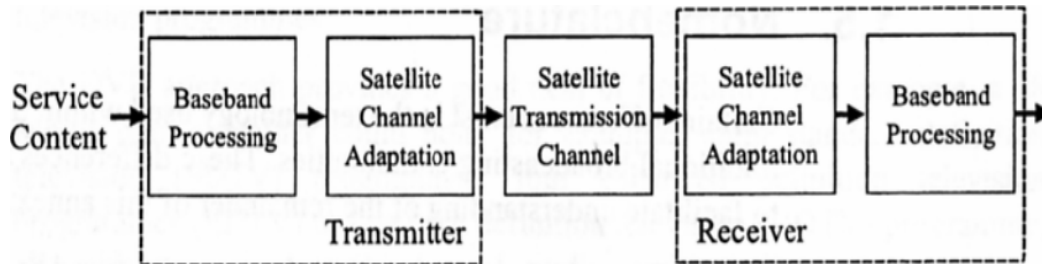 Service
Content
Baseband
Processing
Satellite
Channel
Adaptation
Transmitter
Satellite
Transmission
Channel
Satellite
Channel
Adaptation
Baseband
Processing
Receiver